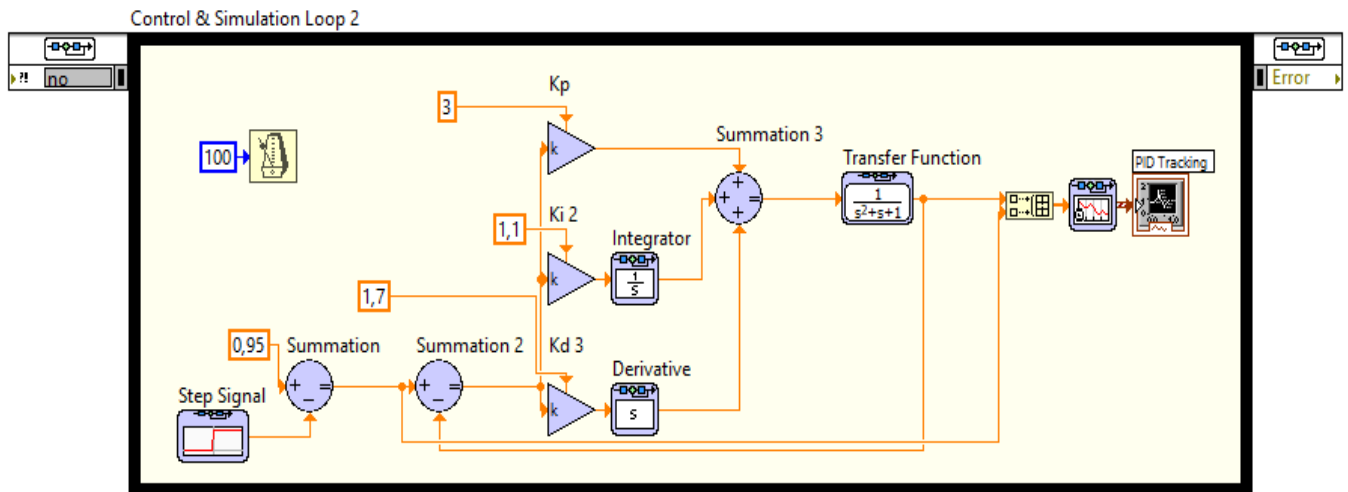 Control & Simulation Loop 2
?! no
Error
Kp
3
Summation 3
100
k
Transfer Function
PID Tracking
1
s²+s+1
Ki 2
1,1
Integrator
k
1
s
1,7
0,95
Summation
Summation 2
Kd 3
Derivative
Step Signal
k
s